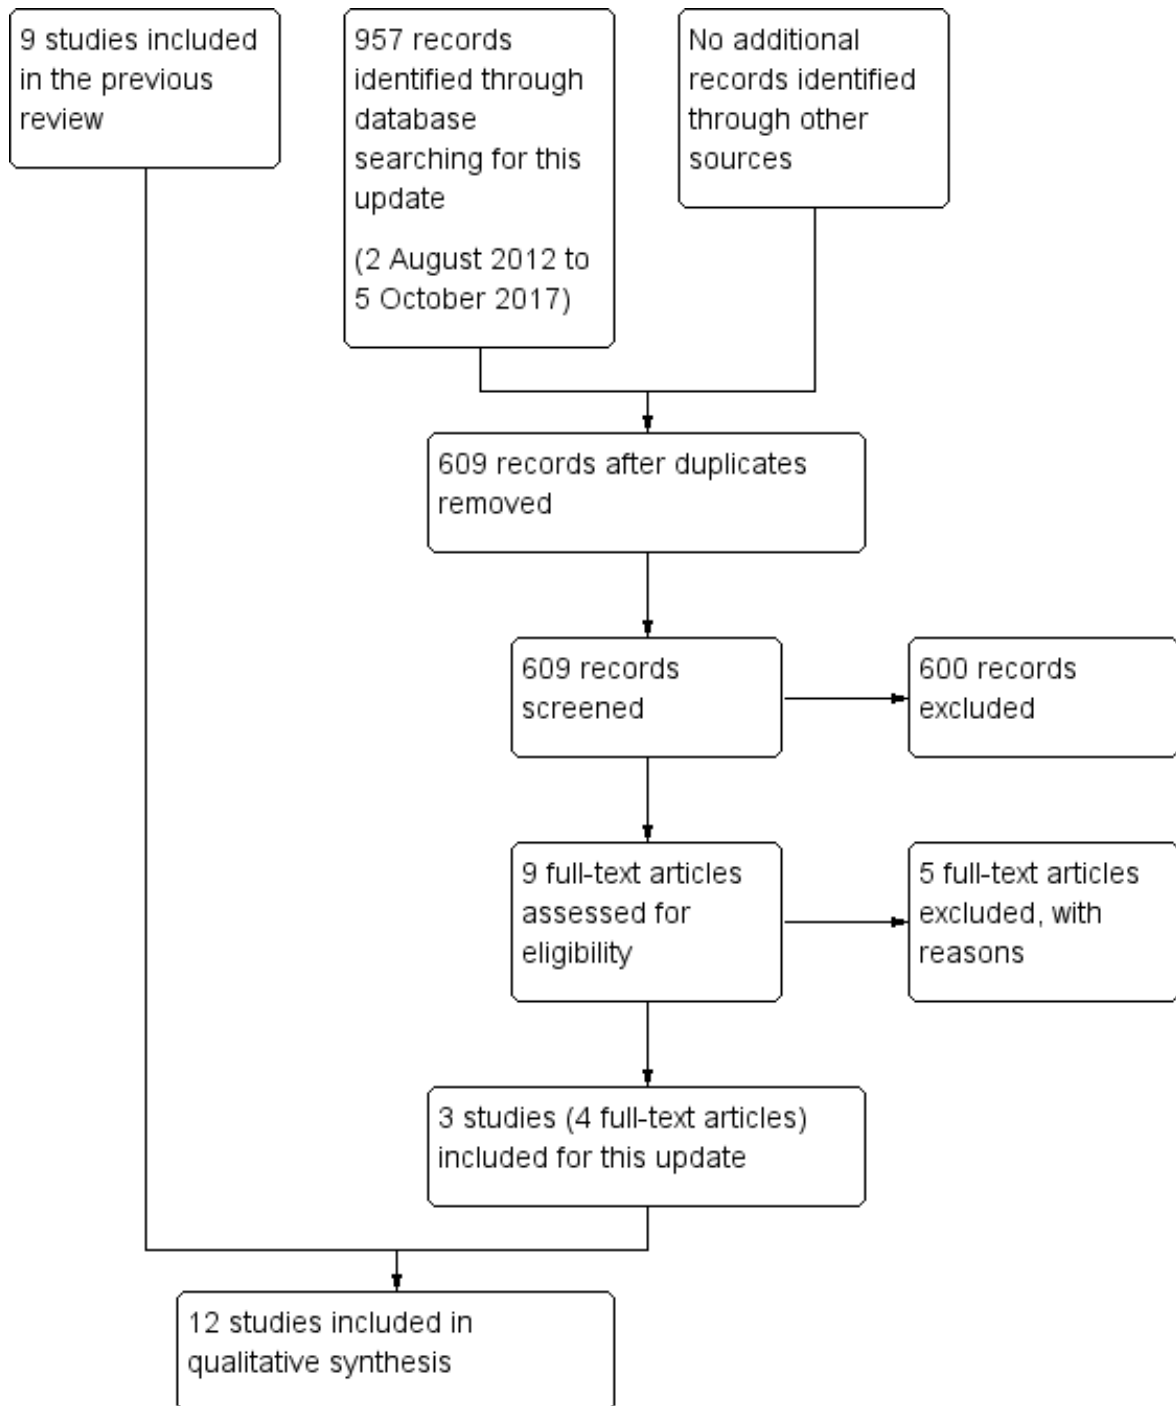 9 studies included
in the previous
review
957 records
identified through
database
searching for this
update
(2 August 2012 to
5 October 2017)
No additional
records identified
through other
sources
609 records after duplicates
removed
609 records
screened
600 records
excluded
9 full-text articles
assessed for
eligibility
5 full-text articles
excluded, with
reasons
3 studies (4 full-text articles)
included for this update
12 studies included in
qualitative synthesis